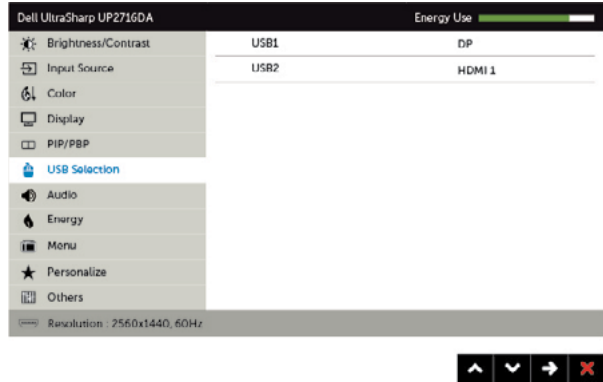 Dell UltraSharp UP2716DA Energy Use
Brightness/Contrast USB1 DP
Input Source USB2 HDMI 1
Color
Display
PIP/PBP
USB Selection
Audio
Energy
Menu
Personalize
Others
Resolution : 2560x1440, 60Hz